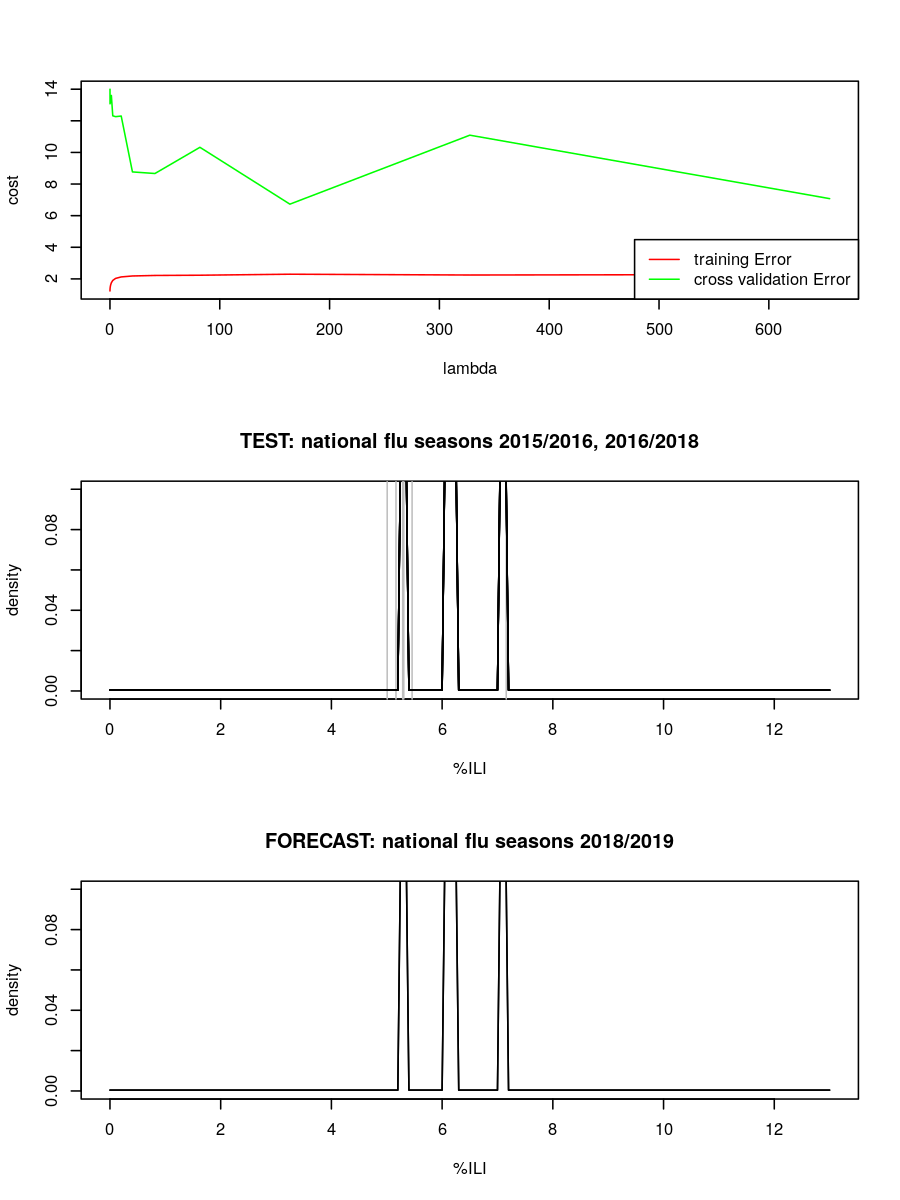 14
10
8
6
4
2
cost
training Error
cross validation Error
0 100 200 300 400 500 600
lambda
TEST: national flu seasons 2015/2016, 2016/2018
0.08
0.04
0.00
density
0 2 4 6 8 10 12
%ILI
FORECAST: national flu seasons 2018/2019
0.08
0.04
0.00
density
0 2 4 6 8 10 12
%ILI